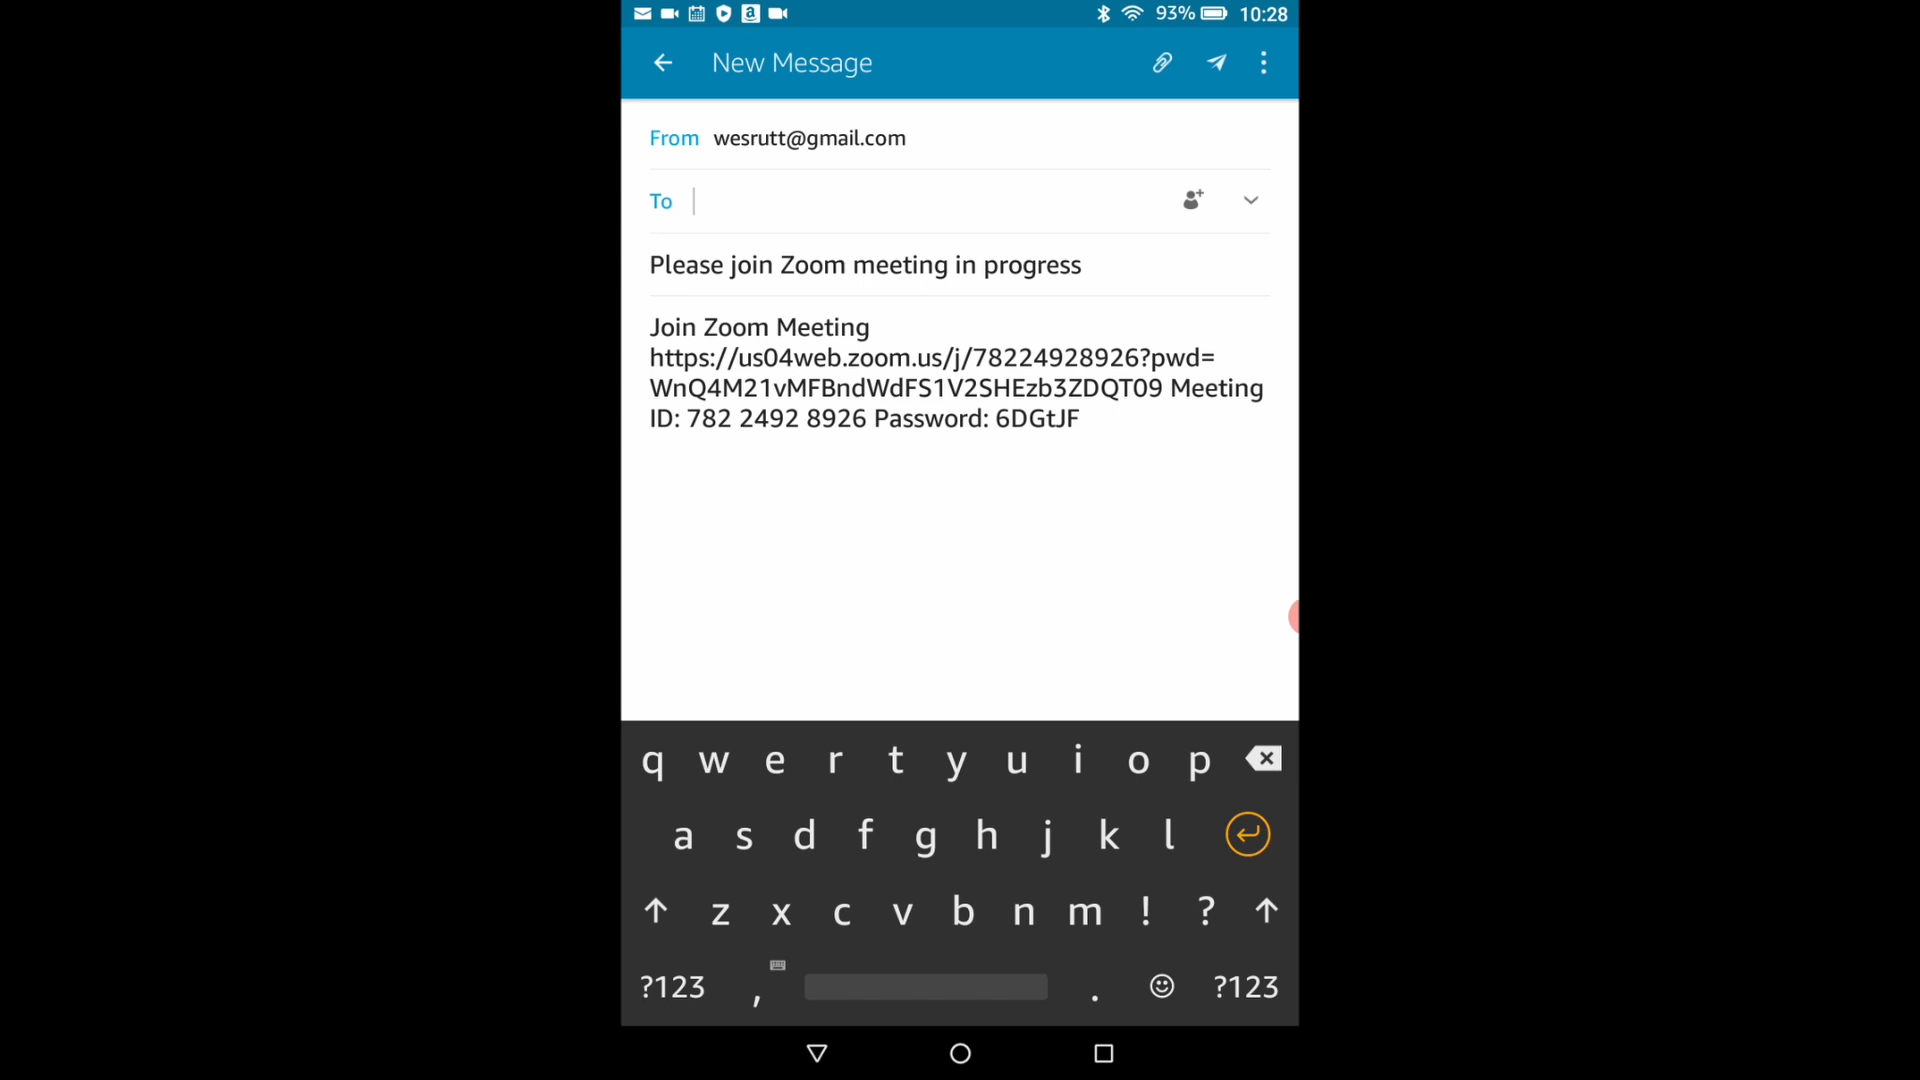 93% 10:28
New Message
From wesrutt@gmail.com
To
Please join Zoom meeting in progress
Join Zoom Meeting
https://us04web.zoom.us/j/78224928926?pwd=
WnQ4M21vMFBndWdFS1V2SHEzb3ZDQT09 Meeting
ID: 782 2492 8926 Password: 6DGtJF
q w e r t y u i o p
a s d f g h j k l
z x c v b n m ! ?
?123 , . ?123